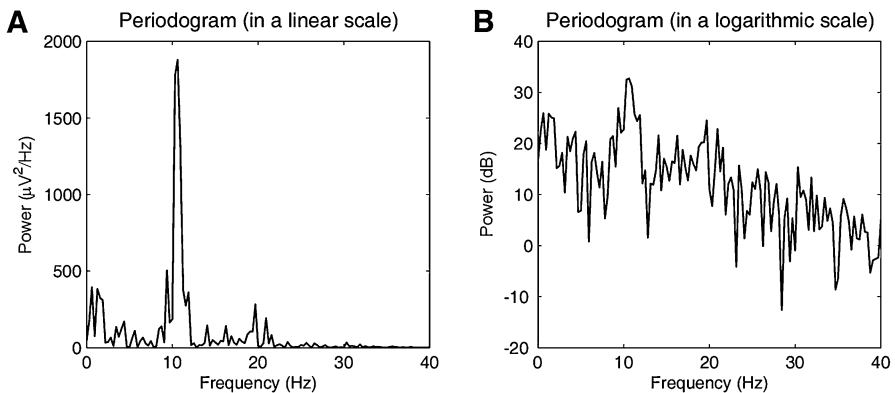 A
Periodogram (in a linear scale)
2000
1500
1000
500
0
Power (μV²/Hz)
0 10 20 30 40
Frequency (Hz)
B
Periodogram (in a logarithmic scale)
40
30
20
10
0
-10
-20
Power (dB)
0 10 20 30 40
Frequency (Hz)